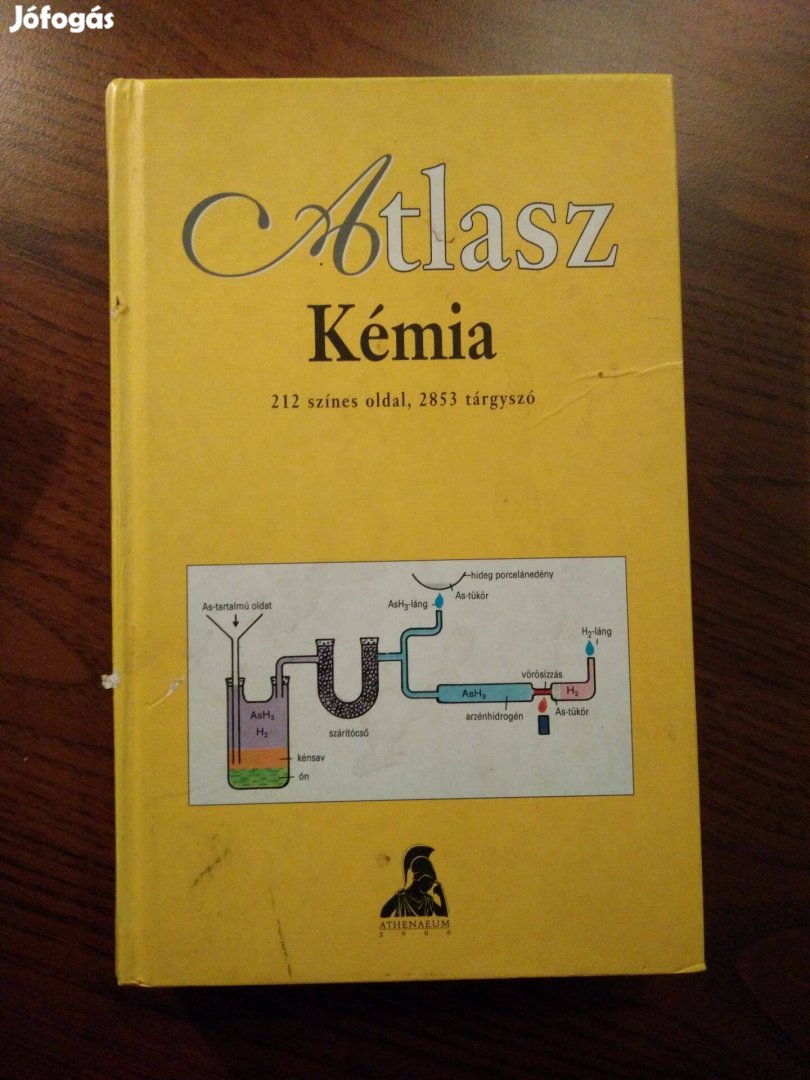 Jófogás
Atlasz
Kémia
212 színes oldal, 2853 tárgyszó
hideg porcelánedény
As-tükör
AsH₃-láng
As-tartalmú oldat
H₂-láng
vörösizzás
AsH₃
H₂
As-tükör
arzénhidrogén
AsH₃
H₂
szárítócső
kénsav
ón
ATHENAEUM
2000